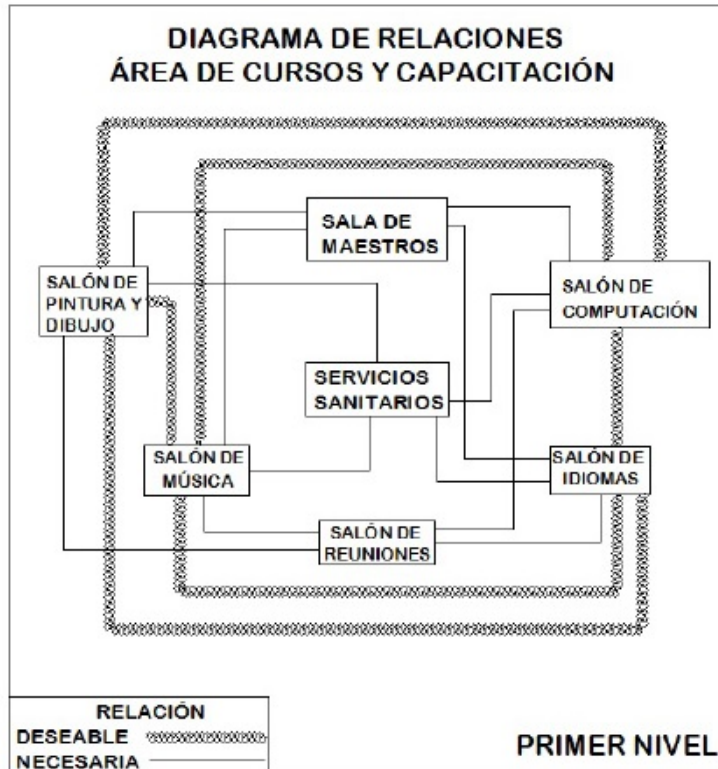 DIAGRAMA DE RELACIONES
ÁREA DE CURSOS Y CAPACITACIÓN
SALA DE
MAESTROS
SALÓN DE
PINTURA Y
DIBUJO
SALÓN DE
COMPUTACIÓN
SERVICIOS
SANITARIOS
SALÓN DE
MÚSICA
SALÓN DE
IDIOMAS
SALÓN DE
REUNIONES
RELACIÓN
DESEABLE
NECESARIA
PRIMER NIVEL